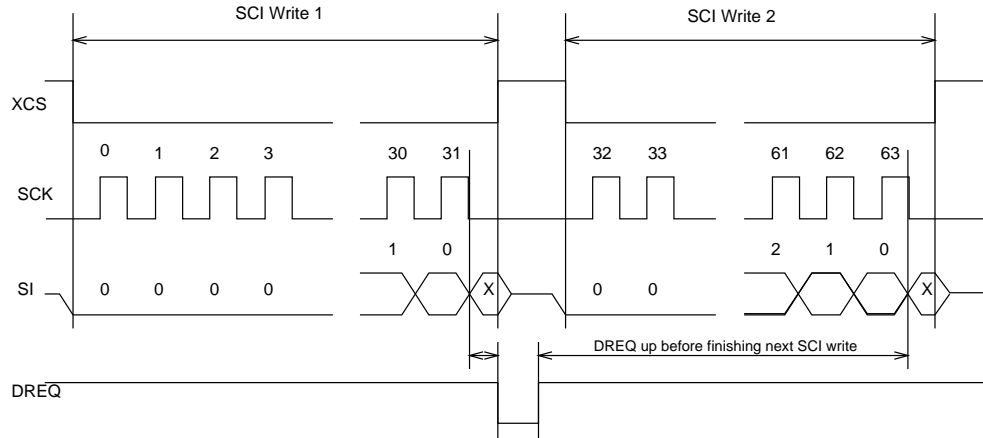 SCI Write 1 SCI Write 2
XCS
0 1 2 3 30 31 32 33 61 62 63
SCK
1 0 2 1 0
SI 0 0 0 0 X 0 0 X
DREQ up before finishing next SCI write
DREQ